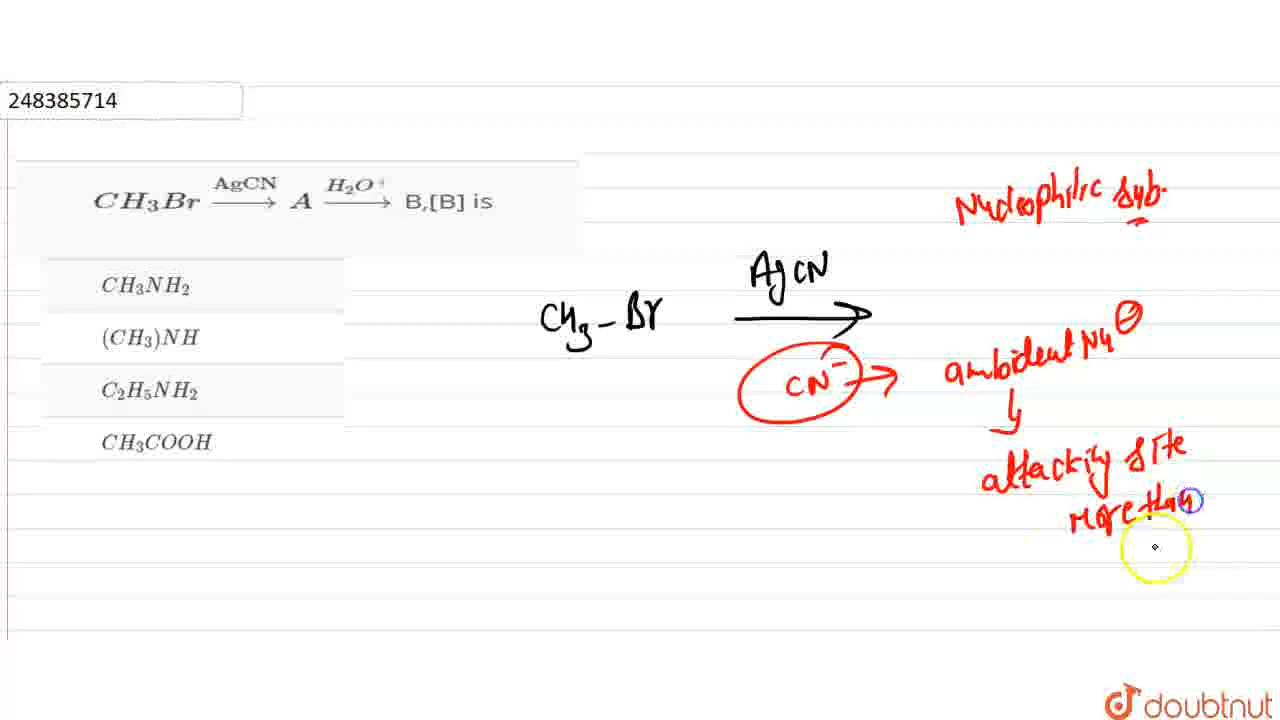 248385714
CH3Br AgCN → A H2O+ → B,[B] is
CH3NH2
(CH3)NH
C2H5NH2
CH3COOH
Nucleophilic sub.
CH3 - Br AgCN →
CN- → ambident Nu⊖
attacking site
more than
doubtnut